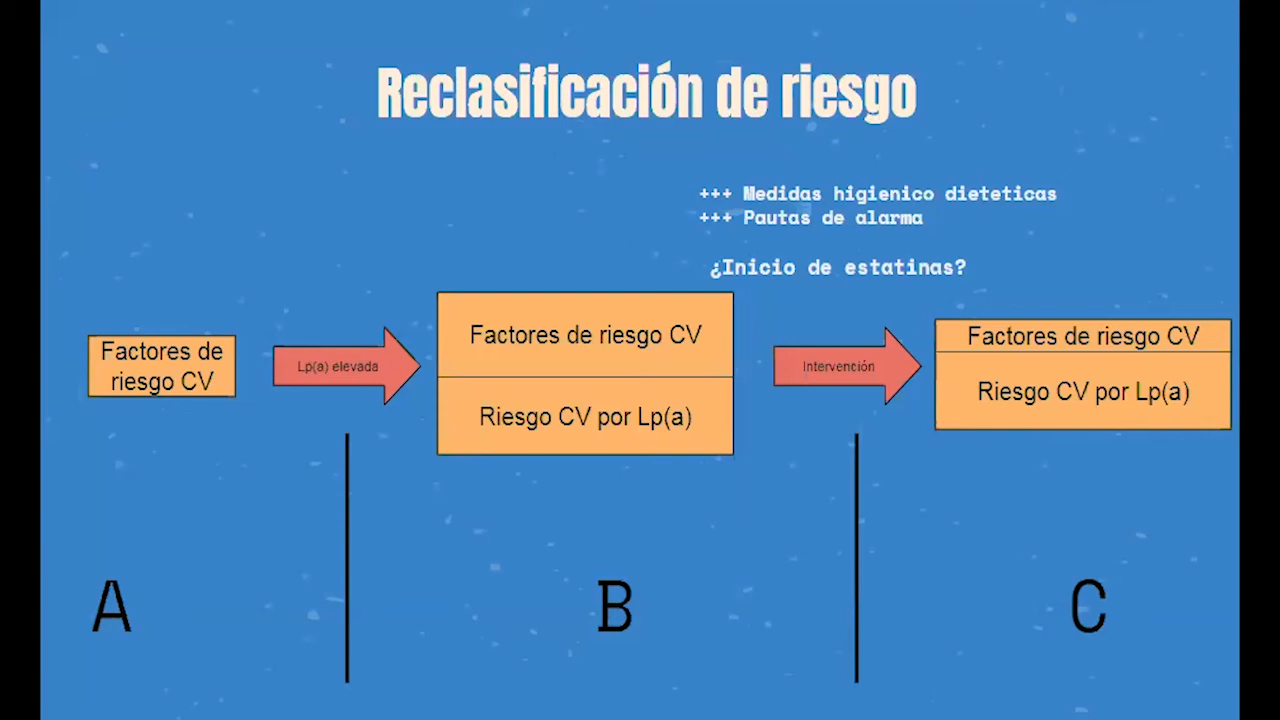 Reclasificación de riesgo
+++ Medidas higienico dieteticas
+++ Pautas de alarma
¿Inicio de estatinas?
Factores de
riesgo CV
Lp(a) elevada
Factores de riesgo CV
Riesgo CV por Lp(a)
Intervención
Factores de riesgo CV
Riesgo CV por Lp(a)
A
B
C